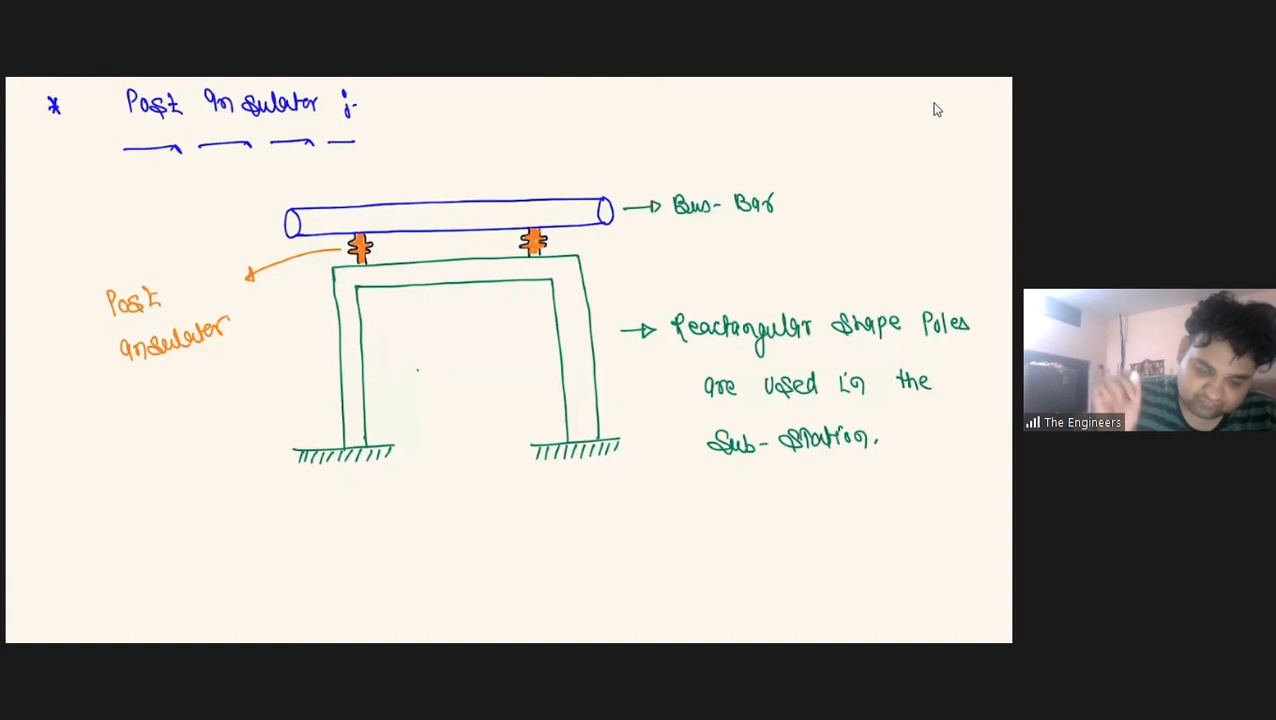 * Post Insulator :-
Bus-Bar
Post
insulator
Reactangular shape Poles
are used in the
Sub-station.
The Engineers